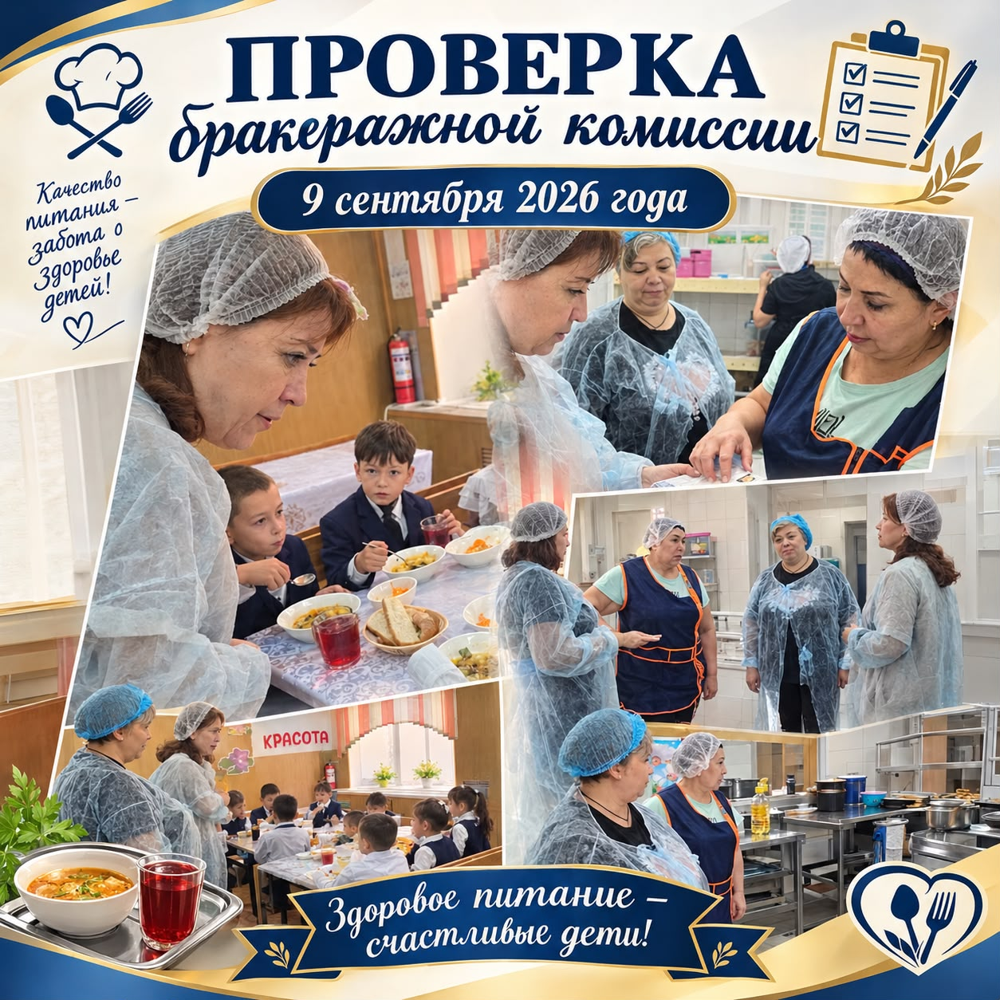 ПРОВЕРКА
бракеражной комиссии
9 сентября 2026 года
Качество
питания –
забота о
здоровье
детей!
КРАСОТА
Здоровое питание –
счастливые дети!